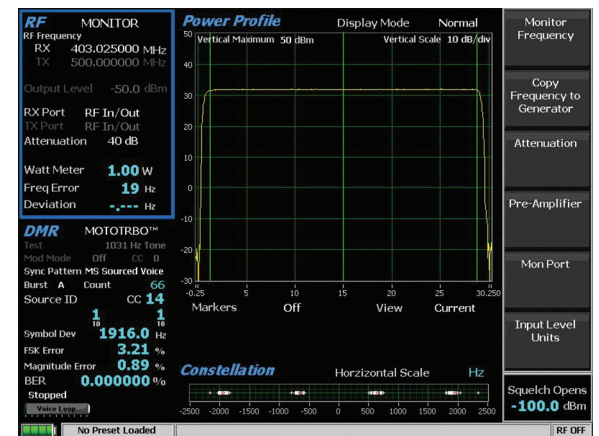 RF MONITOR
RF Frequency
RX 403.025000 MHz
TX 500.000000 MHz
Output Level -50.0 dBm
RX Port RF In/Out
TX Port RF In/Out
Attenuation 40 dB
Watt Meter 1.00 W
Freq Error 19 Hz
Deviation -.--- Hz
DMR MOTOTRBO™
Test 1031 Hz Tone
Mod Mode Off CC 0
Sync Pattern MS Sourced Voice
Burst A Count 66
Source ID CC 14
1 1
10 16
Symbol Dev 1916.0 Hz
FSK Error 3.21 %
Magnitude Error 0.89 %
BER 0.000000 %
Stopped
Voice Loop
Power Profile Display Mode Normal
Vertical Maximum 50 dBm Vertical Scale 10 dB/div
50
40
30
20
10
0
-10
-20
-30
-0.25 5 10 15 20 25 30.250
Markers Off View Current
Constellation Horzizontal Scale Hz
-2500 -2000 -1500 -1000 -500 0 500 1000 1500 2000 2500
Monitor
Frequency
Copy
Frequency to
Generator
Attenuation
Pre-Amplifier
Mon Port
Input Level
Units
Squelch Opens
-100.0 dBm
No Preset Loaded RF OFF